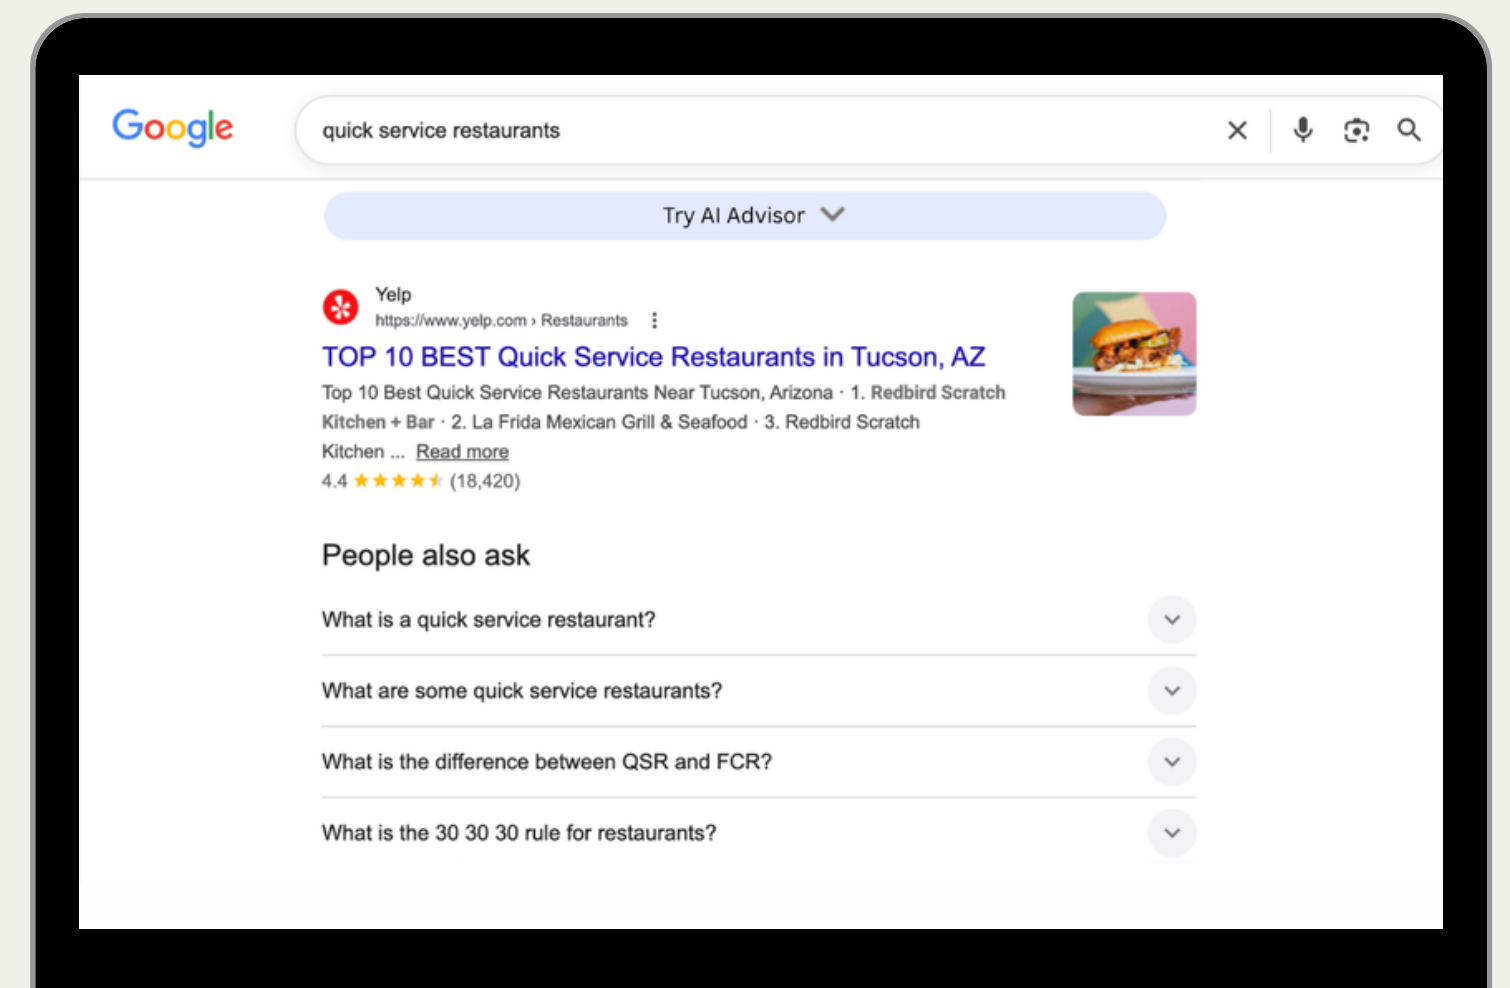 Google
quick service restaurants
Try AI Advisor
Yelp
https://www.yelp.com › Restaurants
TOP 10 BEST Quick Service Restaurants in Tucson, AZ
Top 10 Best Quick Service Restaurants Near Tucson, Arizona · 1. Redbird Scratch
Kitchen + Bar · 2. La Frida Mexican Grill & Seafood · 3. Redbird Scratch
Kitchen ... Read more
4.4 (18,420)
People also ask
What is a quick service restaurant?
What are some quick service restaurants?
What is the difference between QSR and FCR?
What is the 30 30 30 rule for restaurants?